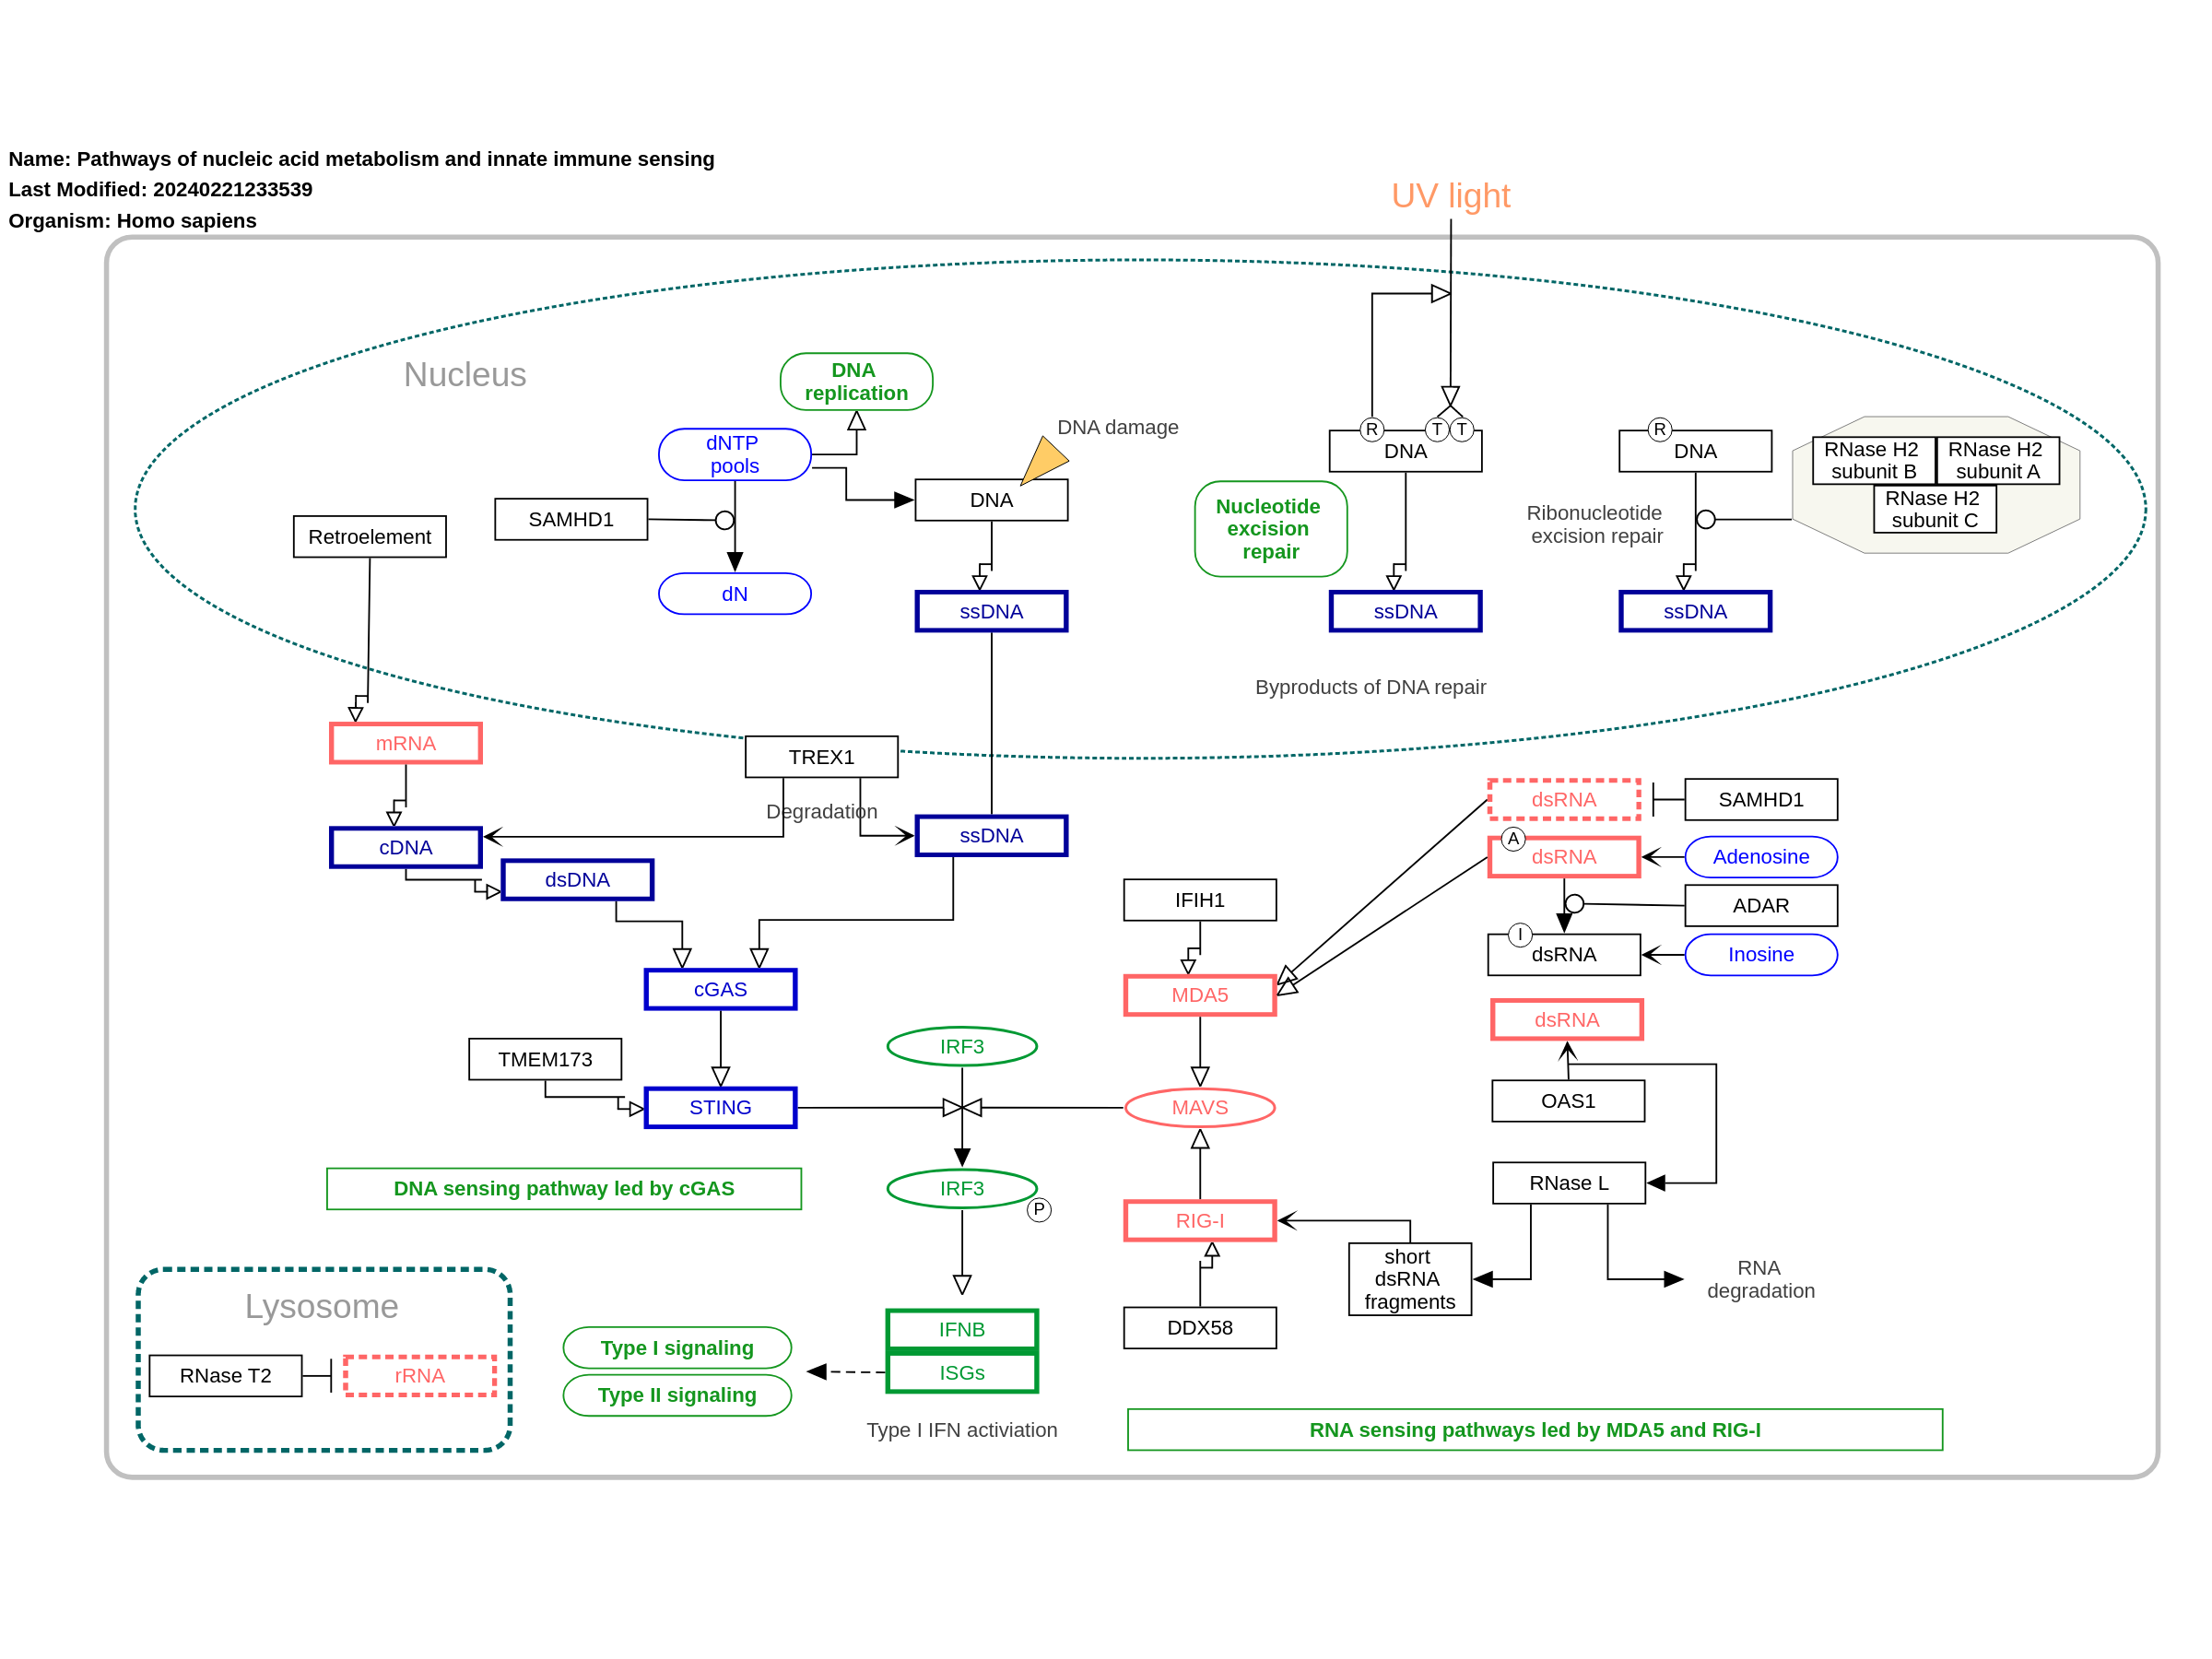 Name: Pathways of nucleic acid metabolism and innate immune sensing
Last Modified: 20240221233539
Organism: Homo sapiens
UV light
Nucleus
DNA
replication
dNTP
pools
DNA damage
R
T
T
DNA
R
DNA
RNase H2
subunit B
RNase H2
subunit A
RNase H2
subunit C
SAMHD1
DNA
Nucleotide
excision
repair
Ribonucleotide
excision repair
Retroelement
dN
ssDNA
ssDNA
ssDNA
Byproducts of DNA repair
mRNA
TREX1
Degradation
cDNA
ssDNA
dsDNA
dsRNA
SAMHD1
A
dsRNA
Adenosine
IFIH1
ADAR
I
dsRNA
Inosine
cGAS
MDA5
dsRNA
TMEM173
IRF3
STING
MAVS
OAS1
DNA sensing pathway led by cGAS
IRF3
P
RIG-I
RNase L
short
dsRNA
fragments
RNA
degradation
Lysosome
RNase T2
rRNA
Type I signaling
Type II signaling
IFNB
ISGs
DDX58
Type I IFN activiation
RNA sensing pathways led by MDA5 and RIG-I